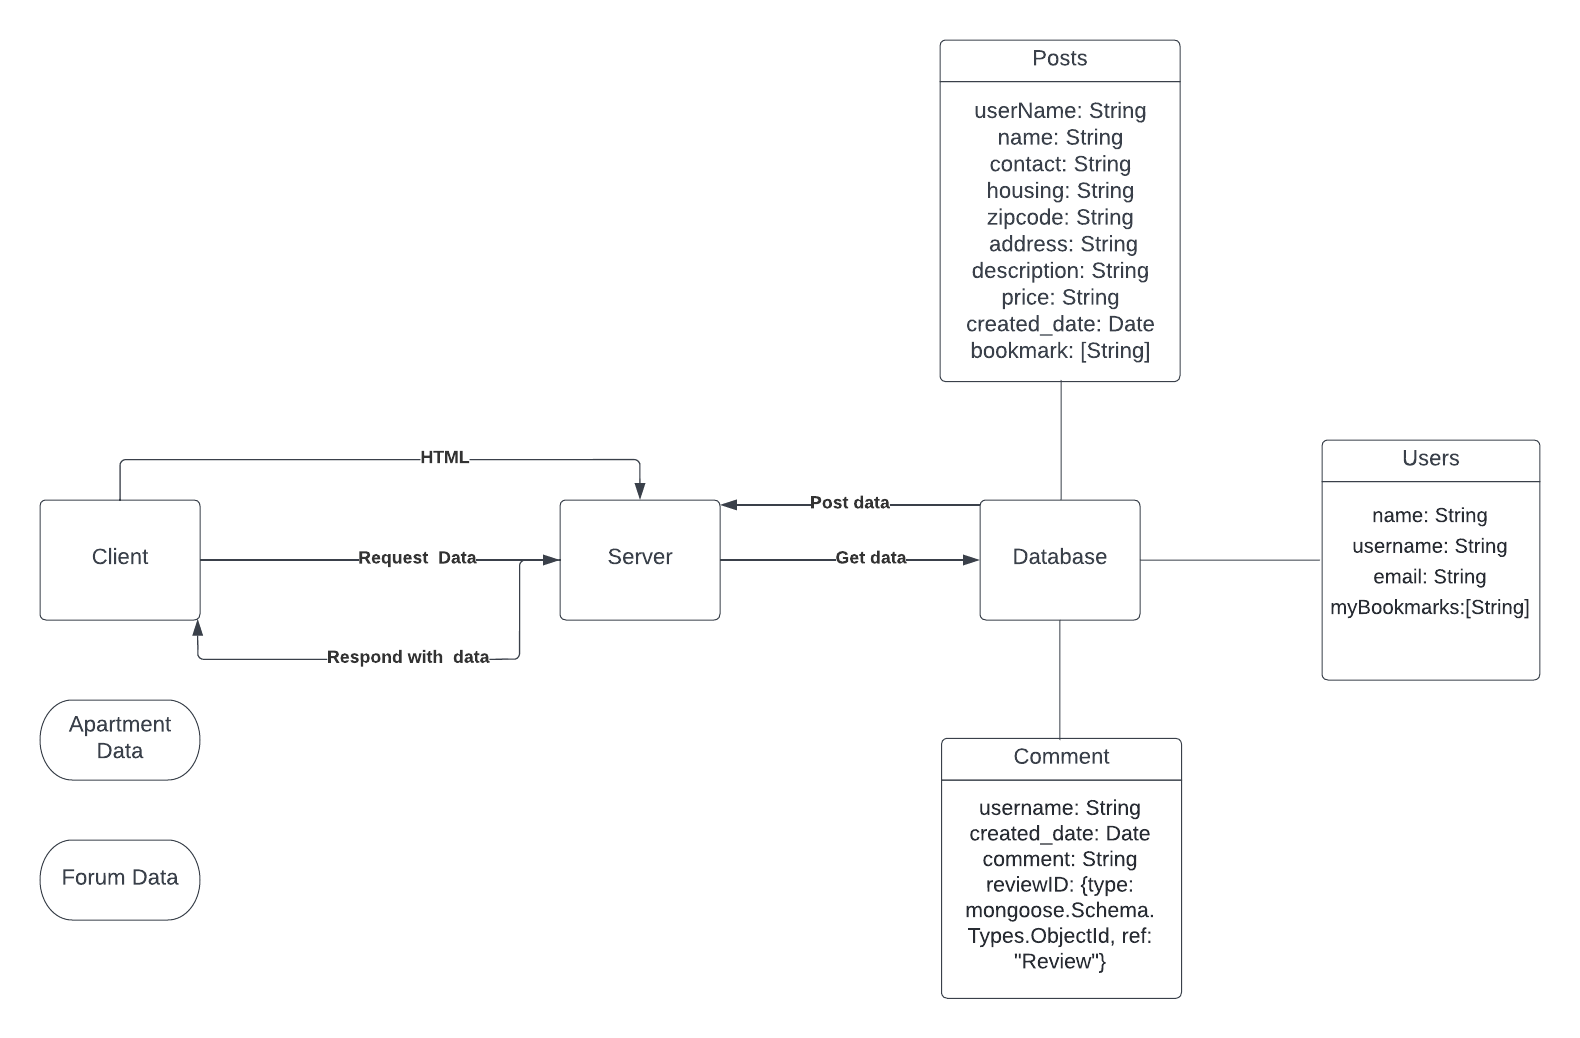 Posts
userName: String
name: String
contact: String
housing: String
zipcode: String
address: String
description: String
price: String
created_date: Date
bookmark: [String]
HTML
Client
Request  Data
Respond with  data
Server
Post data
Get data
Database
Users
name: String
username: String
email: String
myBookmarks:[String]
Apartment
Data
Forum Data
Comment
username: String
created_date: Date
comment: String
reviewID: {type:
mongoose.Schema.
Types.ObjectId, ref:
"Review"}